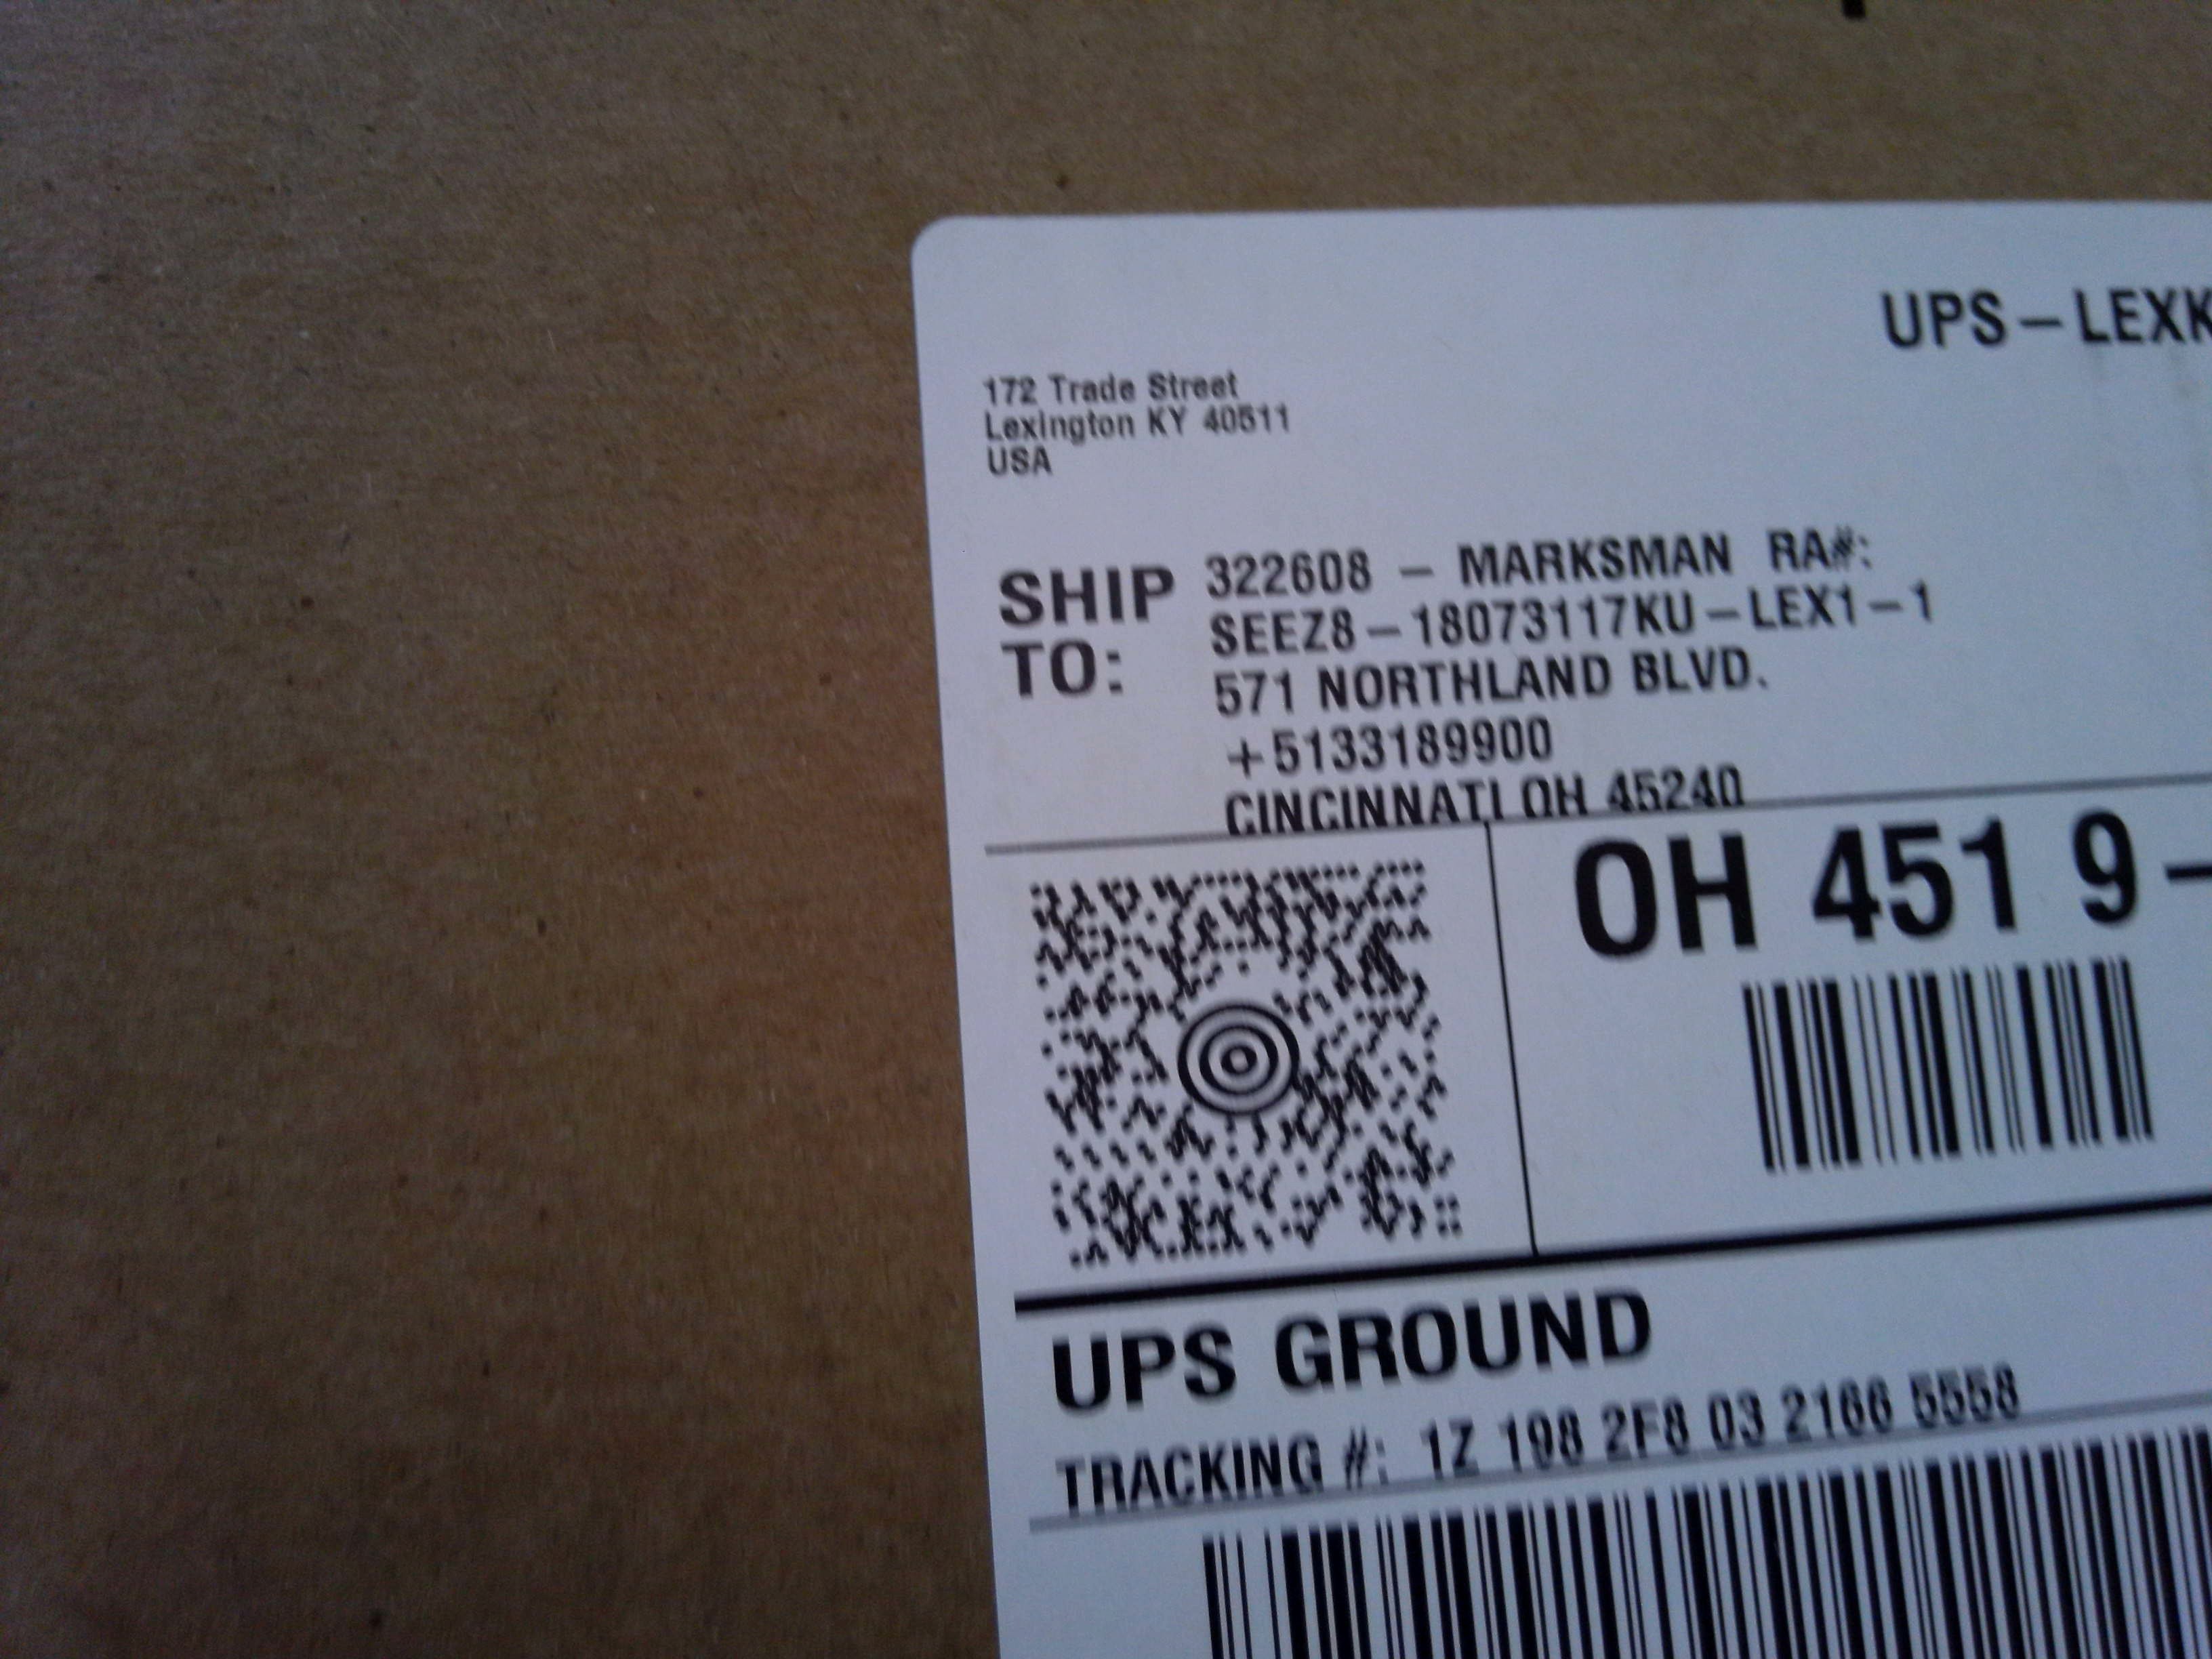 UPS – LEXK
172 Trade Street
Lexington KY 40511
USA
SHIP TO:
322608 – MARKSMAN RA#:
SEEZ8 – 18073117KU – LEX1 – 1
571 NORTHLAND BLVD.
+5133189900
CINCINNATI OH 45240
OH 451 9 –
UPS GROUND
TRACKING #: 1Z 198 2F8 03 2166 5558